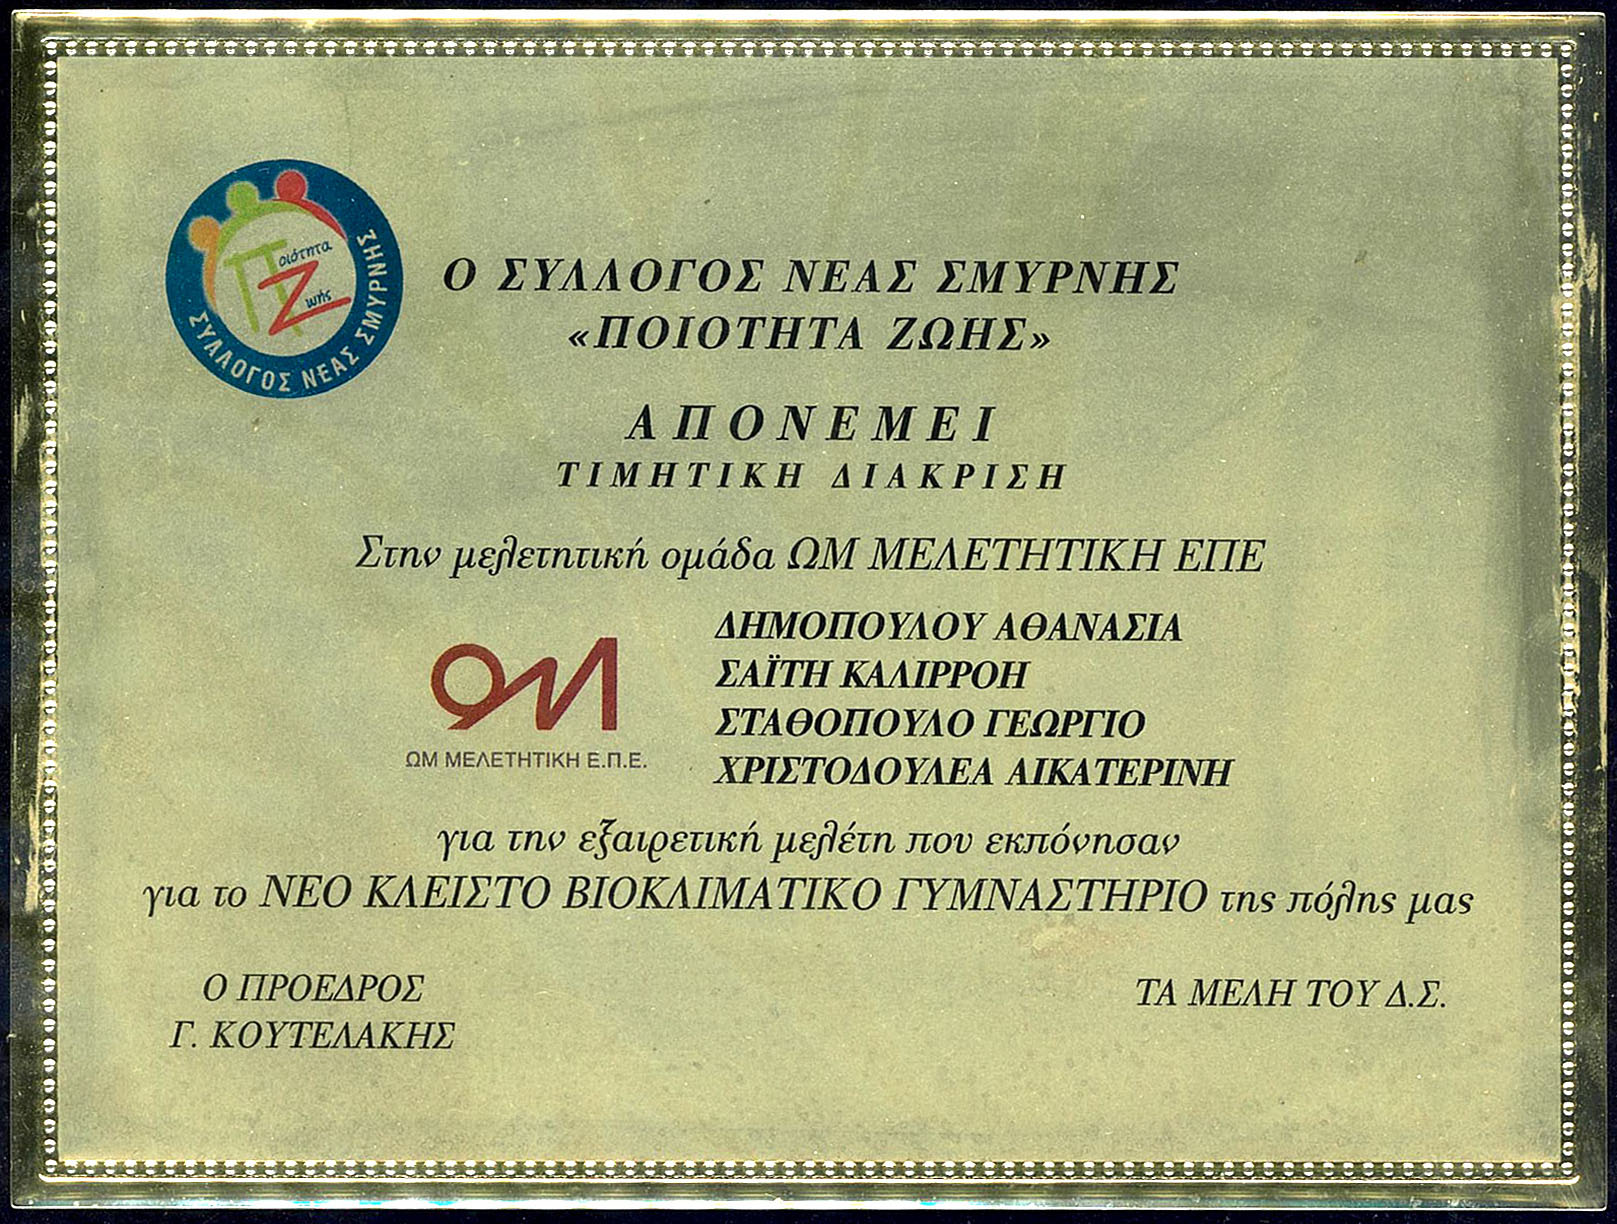 Ποιότητα
Ζωής
ΣΥΛΛΟΓΟΣ ΝΕΑΣ ΣΜΥΡΝΗΣ
Ο ΣΥΛΛΟΓΟΣ ΝΕΑΣ ΣΜΥΡΝΗΣ
«ΠΟΙΟΤΗΤΑ ΖΩΗΣ»
ΑΠΟΝΕΜΕΙ
ΤΙΜΗΤΙΚΗ ΔΙΑΚΡΙΣΗ
Στην μελετητική ομάδα ΩΜ ΜΕΛΕΤΗΤΙΚΗ ΕΠΕ
ΩΜ
ΩΜ ΜΕΛΕΤΗΤΙΚΗ Ε.Π.Ε.
ΔΗΜΟΠΟΥΛΟΥ ΑΘΑΝΑΣΙΑ
ΣΑΪΤΗ ΚΑΛΙΡΡΟΗ
ΣΤΑΘΟΠΟΥΛΟ ΓΕΩΡΓΙΟ
ΧΡΙΣΤΟΔΟΥΛΕΑ ΑΙΚΑΤΕΡΙΝΗ
για την εξαιρετική μελέτη που εκπόνησαν
για το ΝΕΟ ΚΛΕΙΣΤΟ ΒΙΟΚΛΙΜΑΤΙΚΟ ΓΥΜΝΑΣΤΗΡΙΟ της πόλης μας
Ο ΠΡΟΕΔΡΟΣ
Γ. ΚΟΥΤΕΛΑΚΗΣ
ΤΑ ΜΕΛΗ ΤΟΥ Δ.Σ.